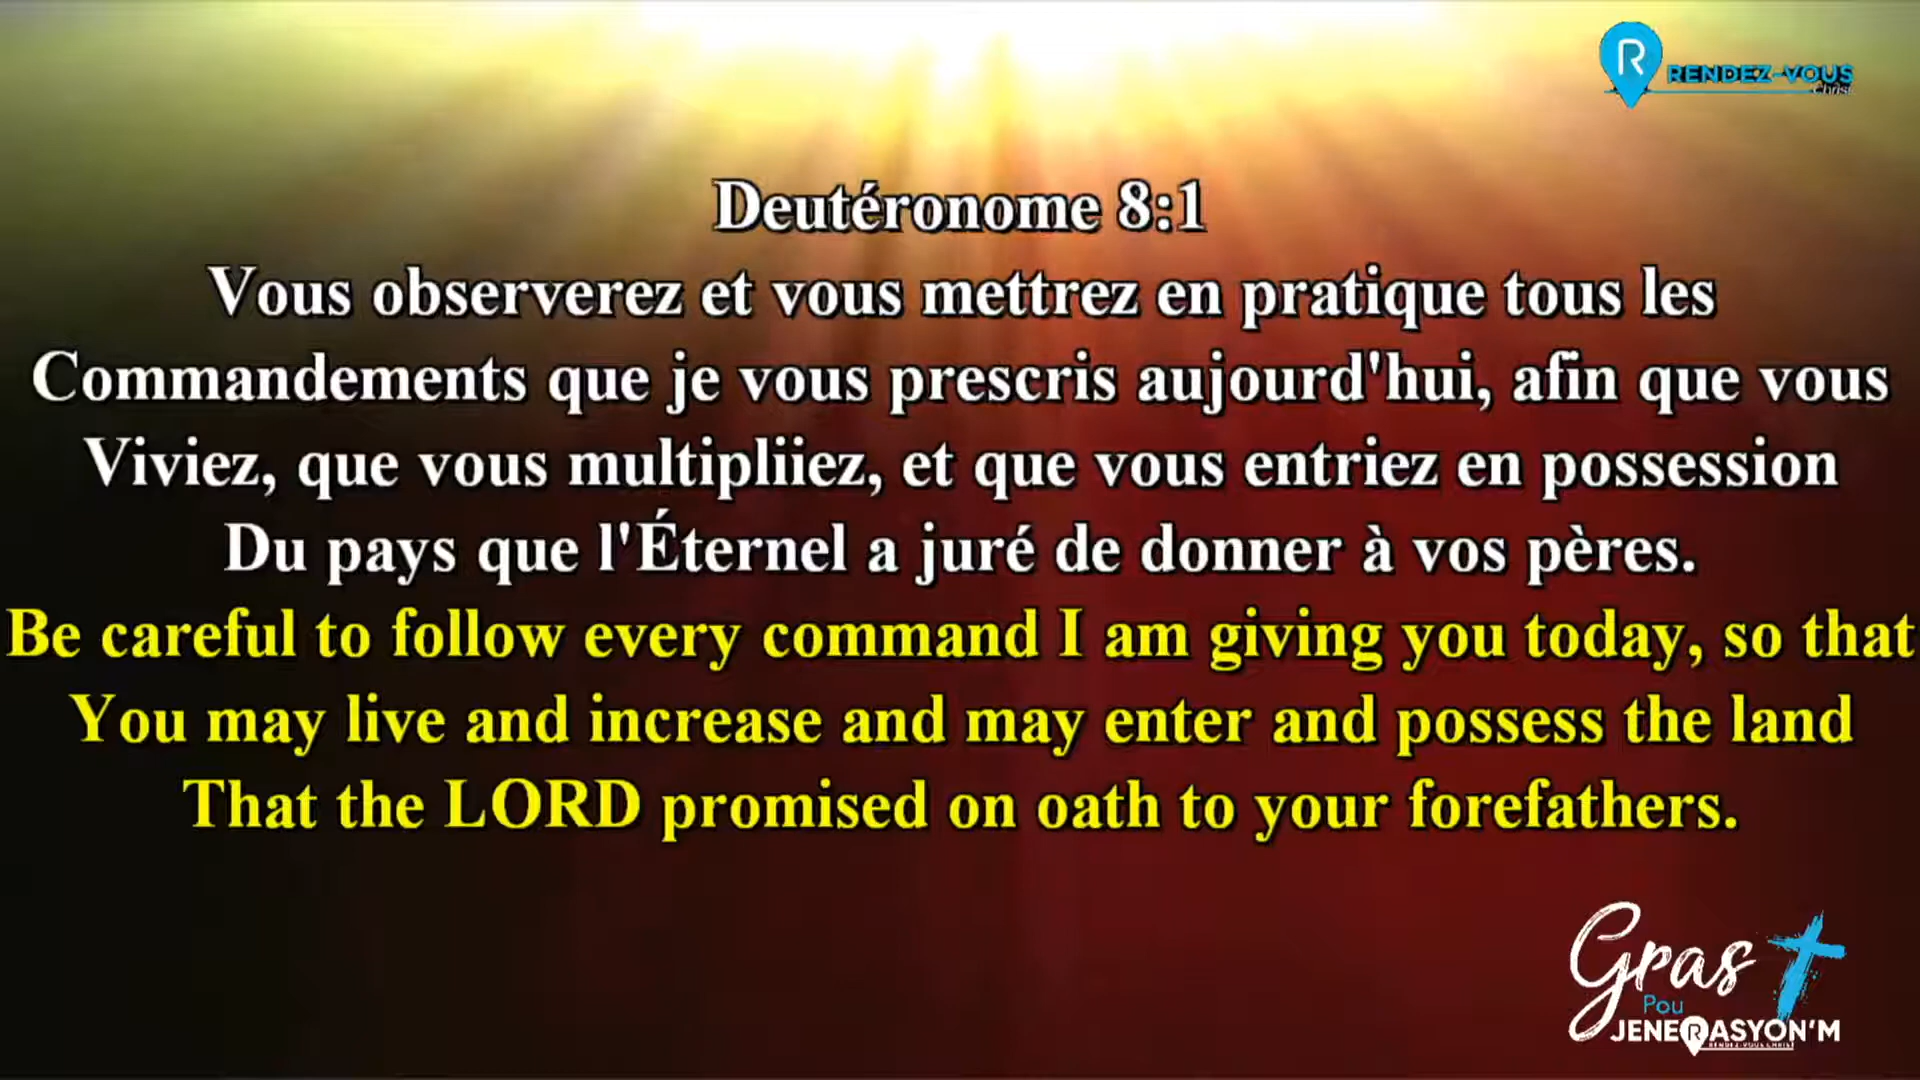 RENDEZ-VOUS
Christ
Deutéronome 8:1
Vous observerez et vous mettrez en pratique tous les
Commandements que je vous prescris aujourd'hui, afin que vous
Viviez, que vous multipliiez, et que vous entriez en possession
Du pays que l'Éternel a juré de donner à vos pères.
Be careful to follow every command I am giving you today, so that
You may live and increase and may enter and possess the land
That the LORD promised on oath to your forefathers.
Gras
Pou
JENERASYON'M
RENDEZ-VOUS CHRIST